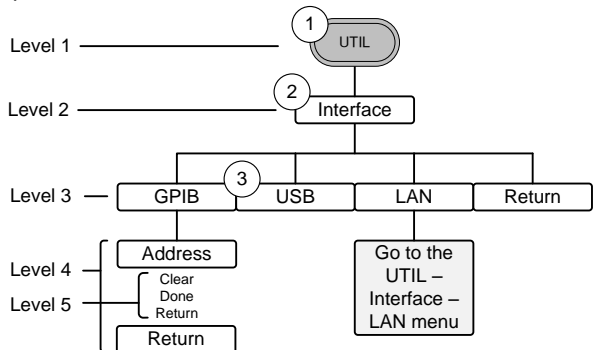 1
Level 1
UTIL
2
Level 2
Interface
3
Level 3
GPIB
USB
LAN
Return
Level 4
Address
Level 5
Clear
Done
Return
Return
Go to the
UTIL –
Interface –
LAN menu